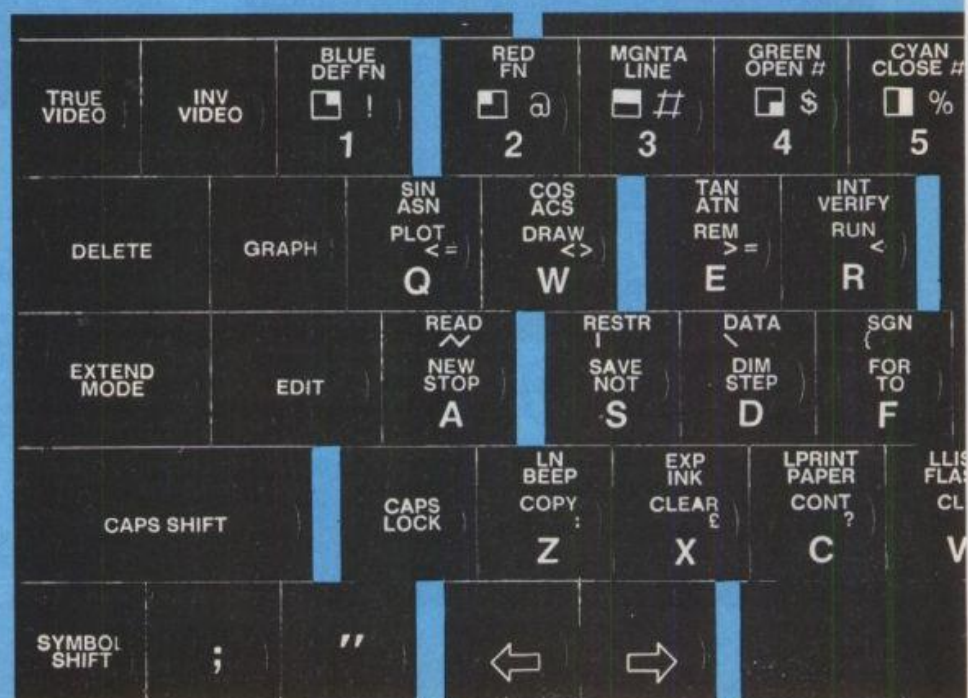 TRUE
VIDEO
INV
VIDEO
BLUE
DEF FN
!
1
RED
FN
@
2
MGNTA
LINE
#
3
GREEN
OPEN #
$
4
CYAN
CLOSE #
%
5
DELETE
GRAPH
SIN
ASN
PLOT
<=
Q
COS
ACS
DRAW
<>
W
TAN
ATN
REM
>=
E
INT
VERIFY
RUN
<
R
EXTEND
MODE
EDIT
READ
~
NEW
STOP
A
RESTR
|
SAVE
NOT
S
DATA
\
DIM
STEP
D
SGN
{
FOR
TO
F
CAPS SHIFT
CAPS
LOCK
LN
BEEP
COPY
:
Z
EXP
INK
CLEAR
£
X
LPRINT
PAPER
CONT
?
C
LLIS
FLAS
CL
V
SYMBOL
SHIFT
;
"
⇦
⇨